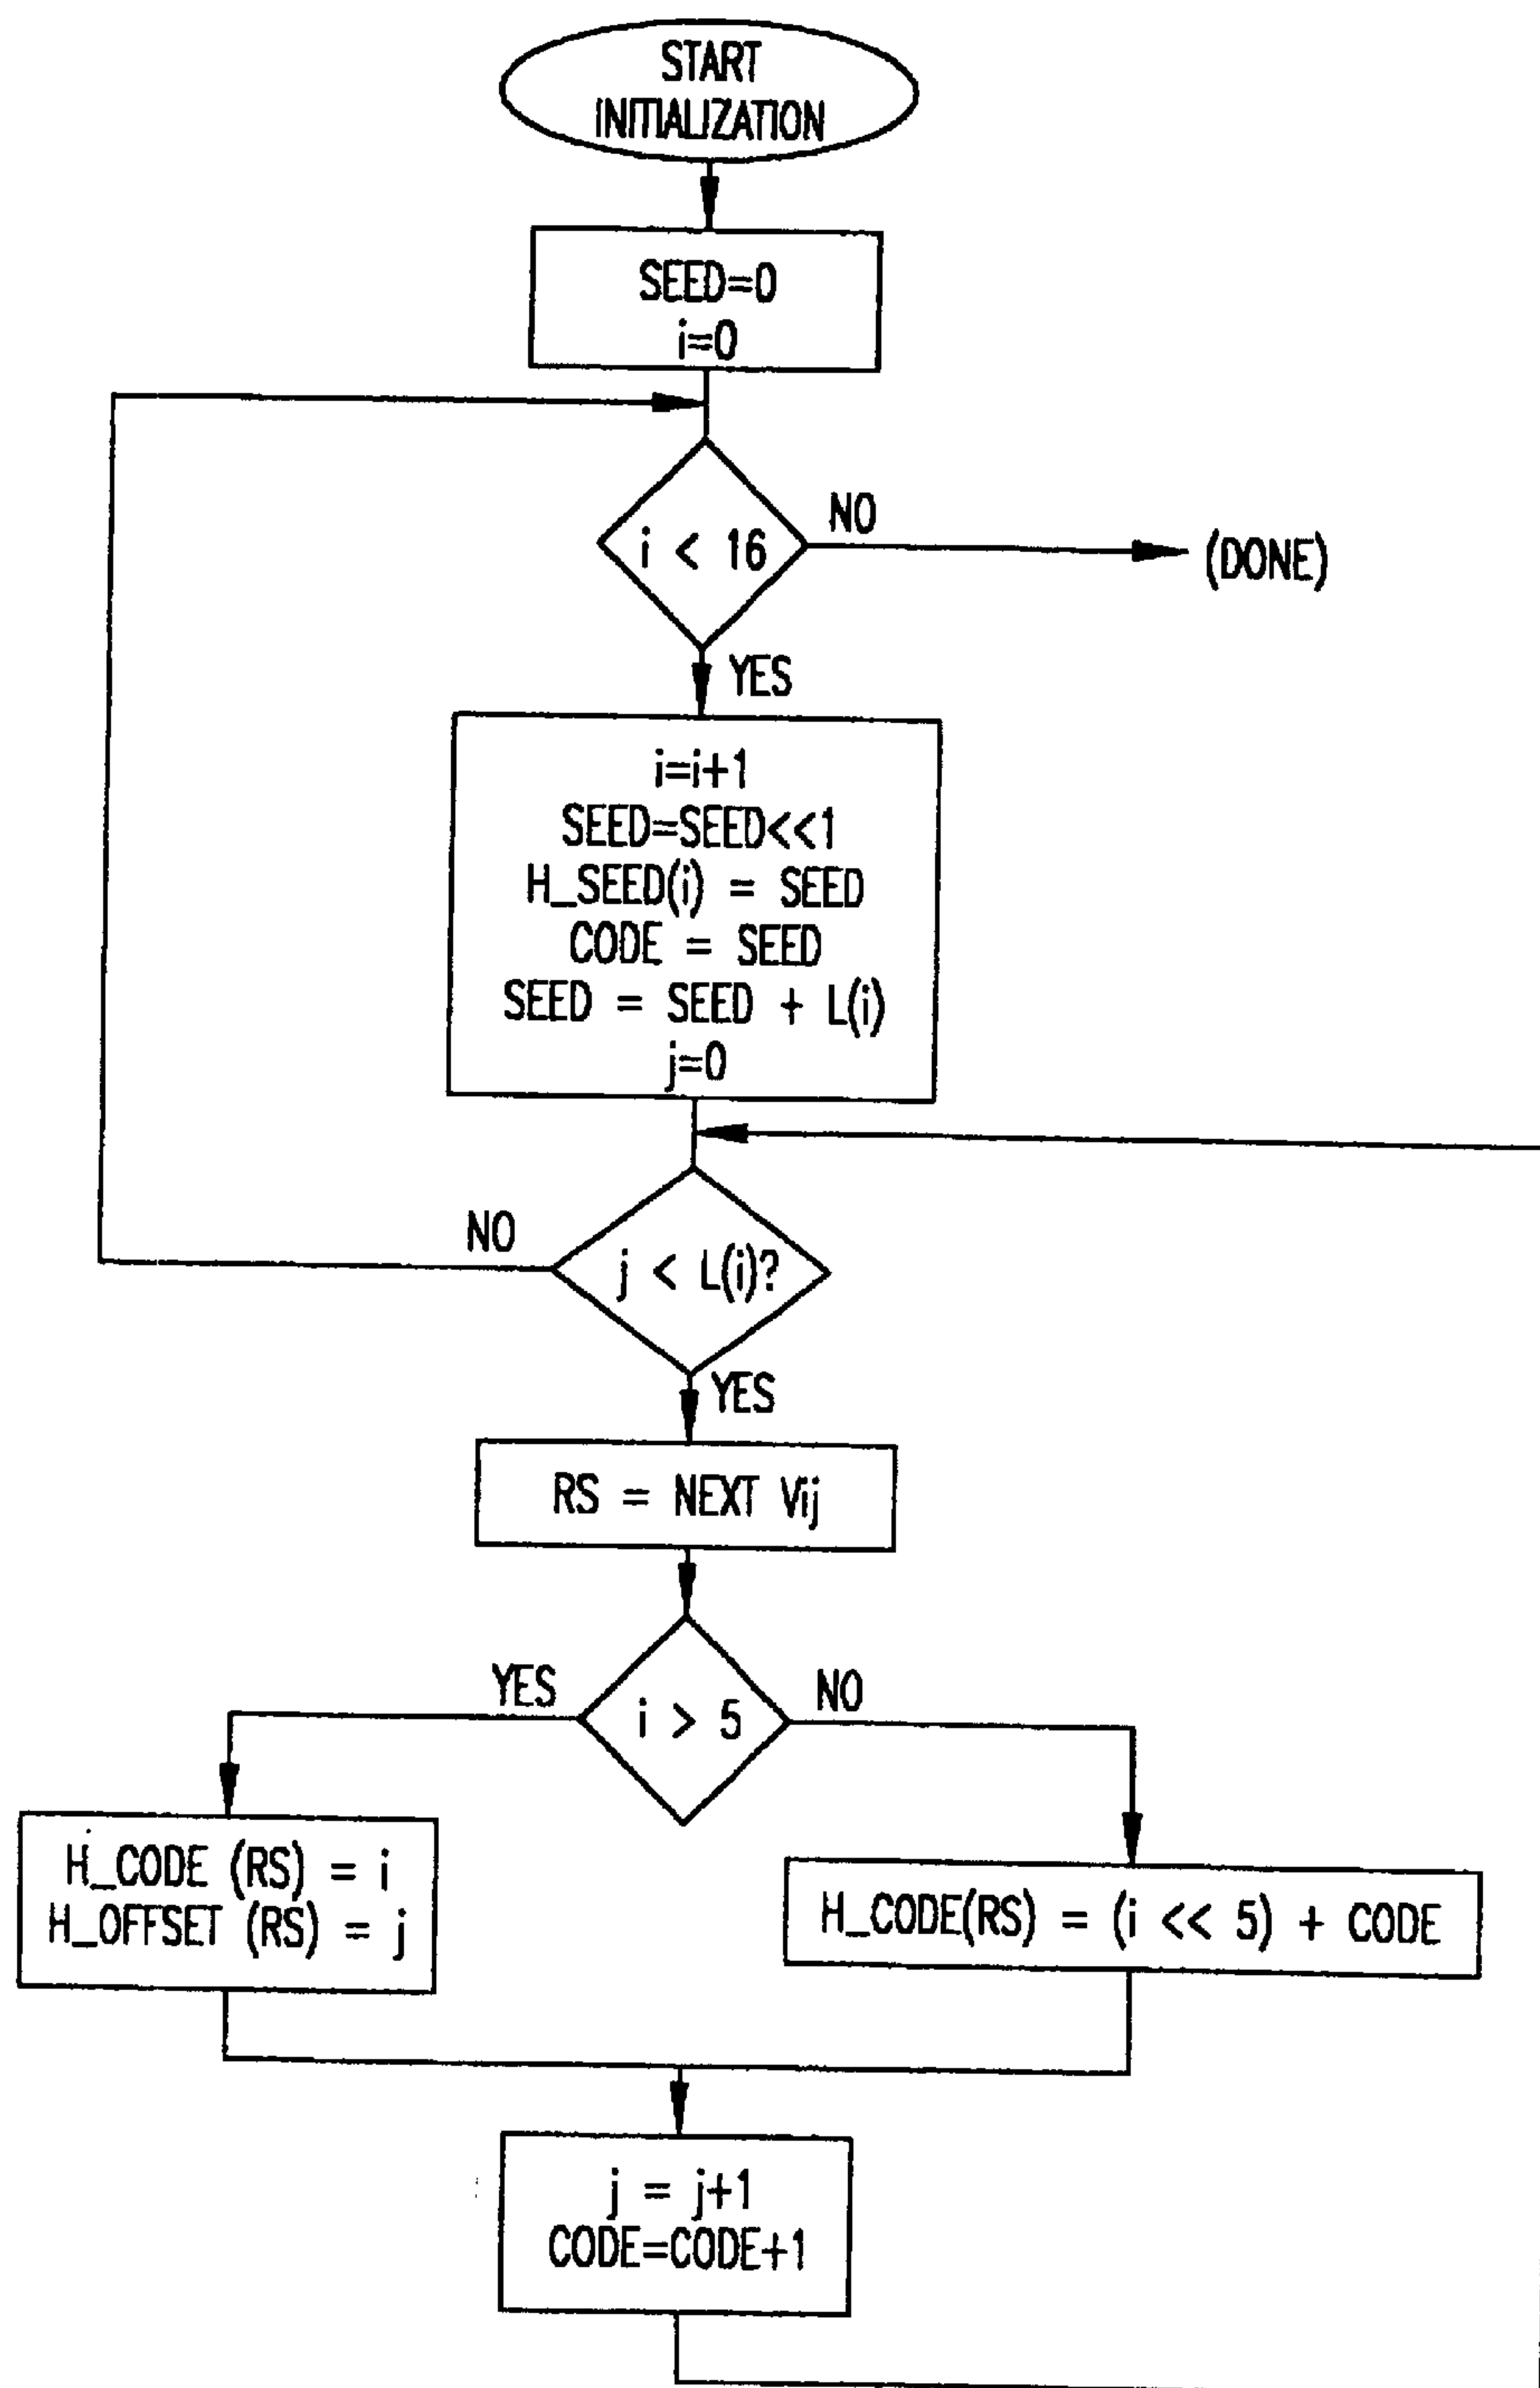 START
INITIALIZATION
SEED=0
i=0
i < 16
NO
(DONE)
YES
i=i+1
SEED=SEED<<1
H_SEED(i) = SEED
CODE = SEED
SEED = SEED + L(i)
j=0
NO
j < L(i)?
YES
RS = NEXT Vij
YES
i > 5
NO
H_CODE (RS) = i
H_OFFSET (RS) = j
H_CODE(RS) = (i << 5) + CODE
j = j+1
CODE=CODE+1